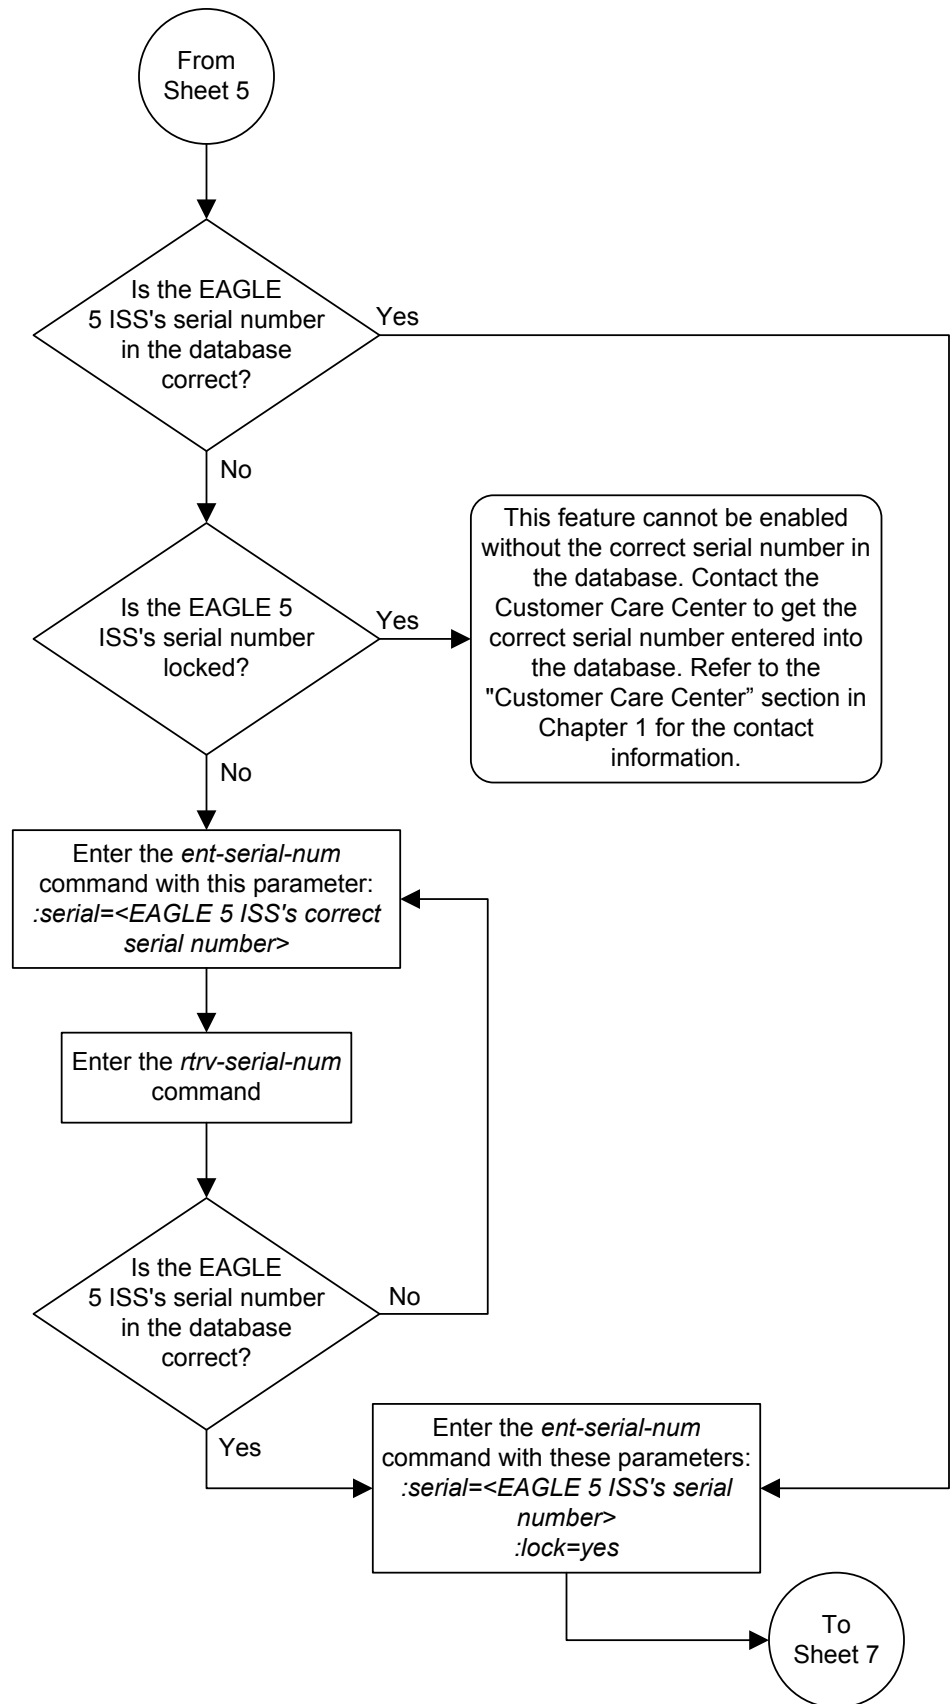 From
Sheet 5
Is the EAGLE
5 ISS's serial number
in the database
correct?
Yes
No
Is the EAGLE 5
ISS's serial number
locked?
Yes
This feature cannot be enabled
without the correct serial number in
the database. Contact the
Customer Care Center to get the
correct serial number entered into
the database. Refer to the
"Customer Care Center” section in
Chapter 1 for the contact
information.
No
Enter the ent-serial-num
command with this parameter:
:serial=<EAGLE 5 ISS's correct
serial number>
Enter the rtrv-serial-num
command
Is the EAGLE
5 ISS's serial number
in the database
correct?
No
Yes
Enter the ent-serial-num
command with these parameters:
:serial=<EAGLE 5 ISS's serial
number>
:lock=yes
To
Sheet 7